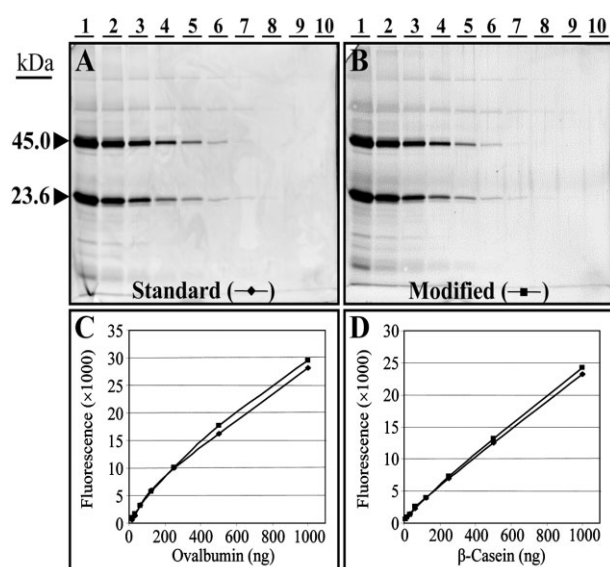 1 2 3 4 5 6 7 8 9 10 1 2 3 4 5 6 7 8 9 10
kDa
A B
45.0
23.6
Standard (–◆–) Modified (–■–)
C
Fluorescence (×1000)
35
30
25
20
15
10
5
0
0 200 400 600 800 1000
Ovalbumin (ng)
D
Fluorescence (×1000)
30
25
20
15
10
5
0
0 200 400 600 800 1000
β-Casein (ng)